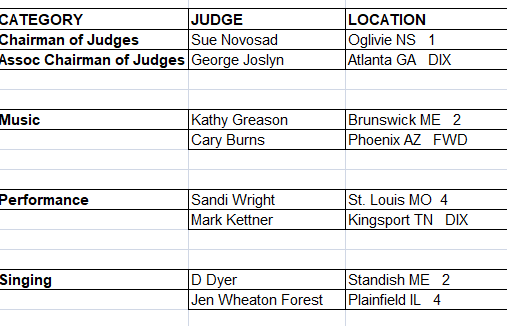 CATEGORY JUDGE LOCATION
Chairman of Judges Sue Novosad Oglivie NS 1
Assoc Chairman of Judges George Joslyn Atlanta GA DIX
Music Kathy Greason Brunswick ME 2
Cary Burns Phoenix AZ FWD
Performance Sandi Wright St. Louis MO 4
Mark Kettner Kingsport TN DIX
Singing D Dyer Standish ME 2
Jen Wheaton Forest Plainfield IL 4